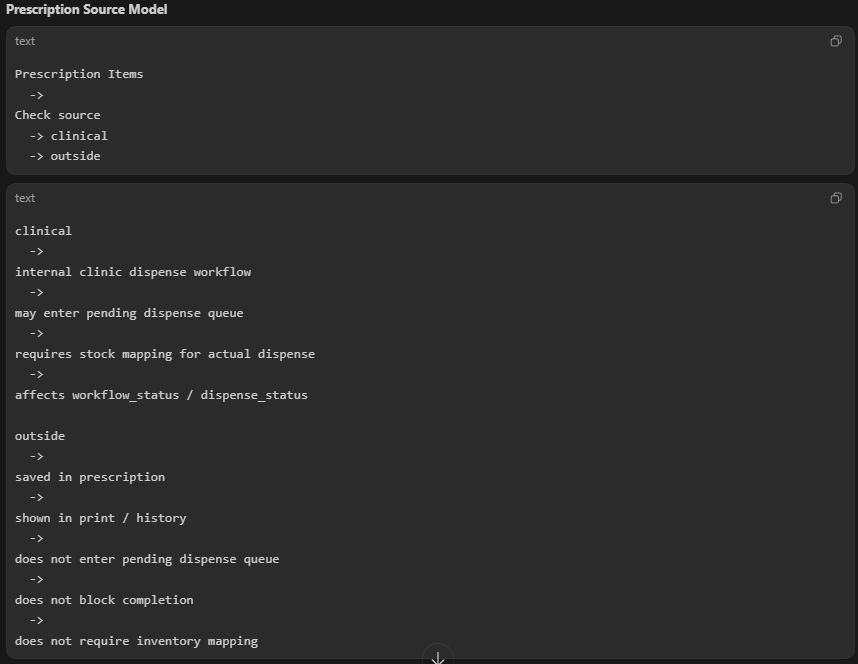 Prescription Source Model
text
Prescription Items
->
Check source
-> clinical
-> outside
text
clinical
->
internal clinic dispense workflow
->
may enter pending dispense queue
->
requires stock mapping for actual dispense
->
affects workflow_status / dispense_status
outside
->
saved in prescription
->
shown in print / history
->
does not enter pending dispense queue
->
does not block completion
->
does not require inventory mapping